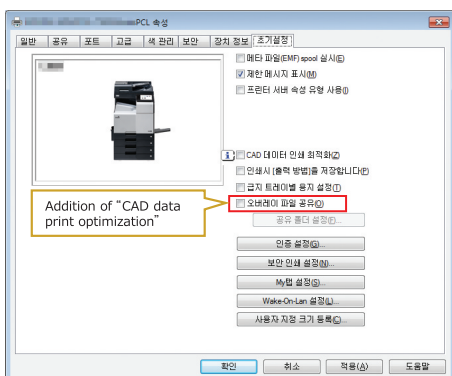 PCL 속성
일반 공유 포트 고급 색 관리 보안 장치 정보 초기설정
메타 파일(EMF) spool 실시(E)
제한 메시지 표시(M)
프린터 서버 속성 유형 사용(I)
CAD 데이터 인쇄 최적화(Z)
인쇄시 [출력 방법]를 저장합니다(P)
급지 트레이별 용지 설정(T)
오버레이 파일 공유(O)
Addition of “CAD data
print optimization”
공유 폴더 설정(F)...
인증 설정(G)...
보안 인쇄 설정(N)...
My탭 설정(S)...
Wake-On-Lan 설정(L)...
사용자 지정 크기 등록(C)...
확인 취소 적용(A) 도움말